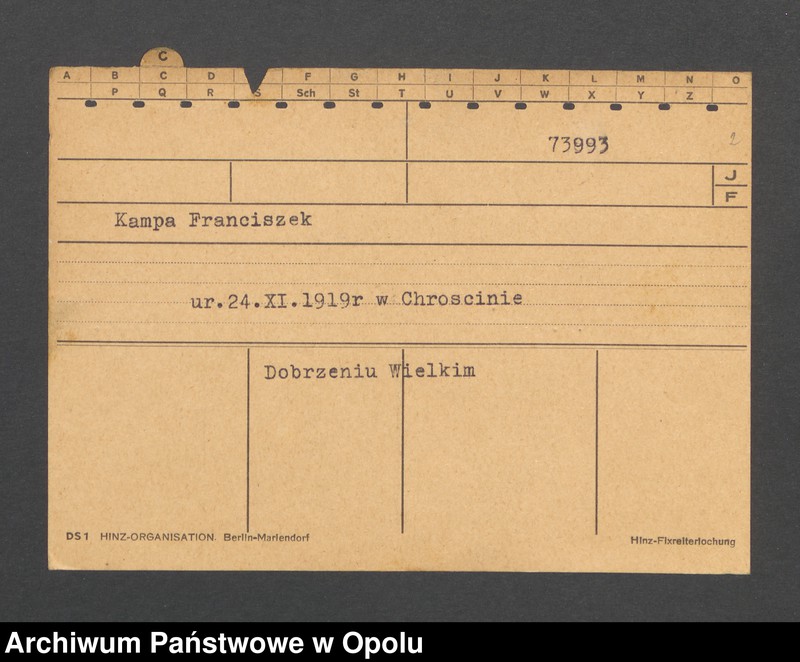 C
A B C D F G H I J K L M N O
P Q R S Sch St T U V W X Y Z
73993 2
J
F
Kampa Franciszek
ur.24.XI.1919r w Chroscinie
Dobrzeniu Wielkim
DS1 HINZ-ORGANISATION. Berlin-Mariendorf Hinz-Fixreiterlochung
Archiwum Państwowe w Opolu